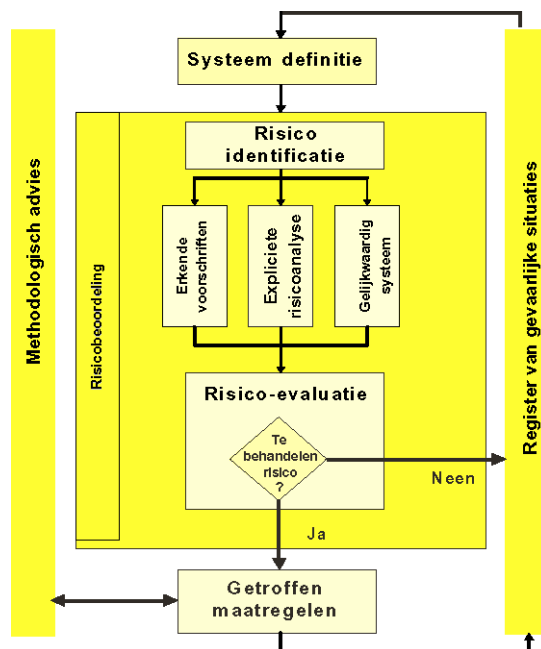 Systeem definitie
Methodologisch advies
Risicobeoordeling
Risico
identificatie
Erkende
voorschriften
Expliciete
risicoanalyse
Gelijkwaardig
systeem
Risico-evaluatie
Te
behandelen
risico
?
Neen
Ja
Register van gevaarlijke situaties
Getroffen
maatregelen